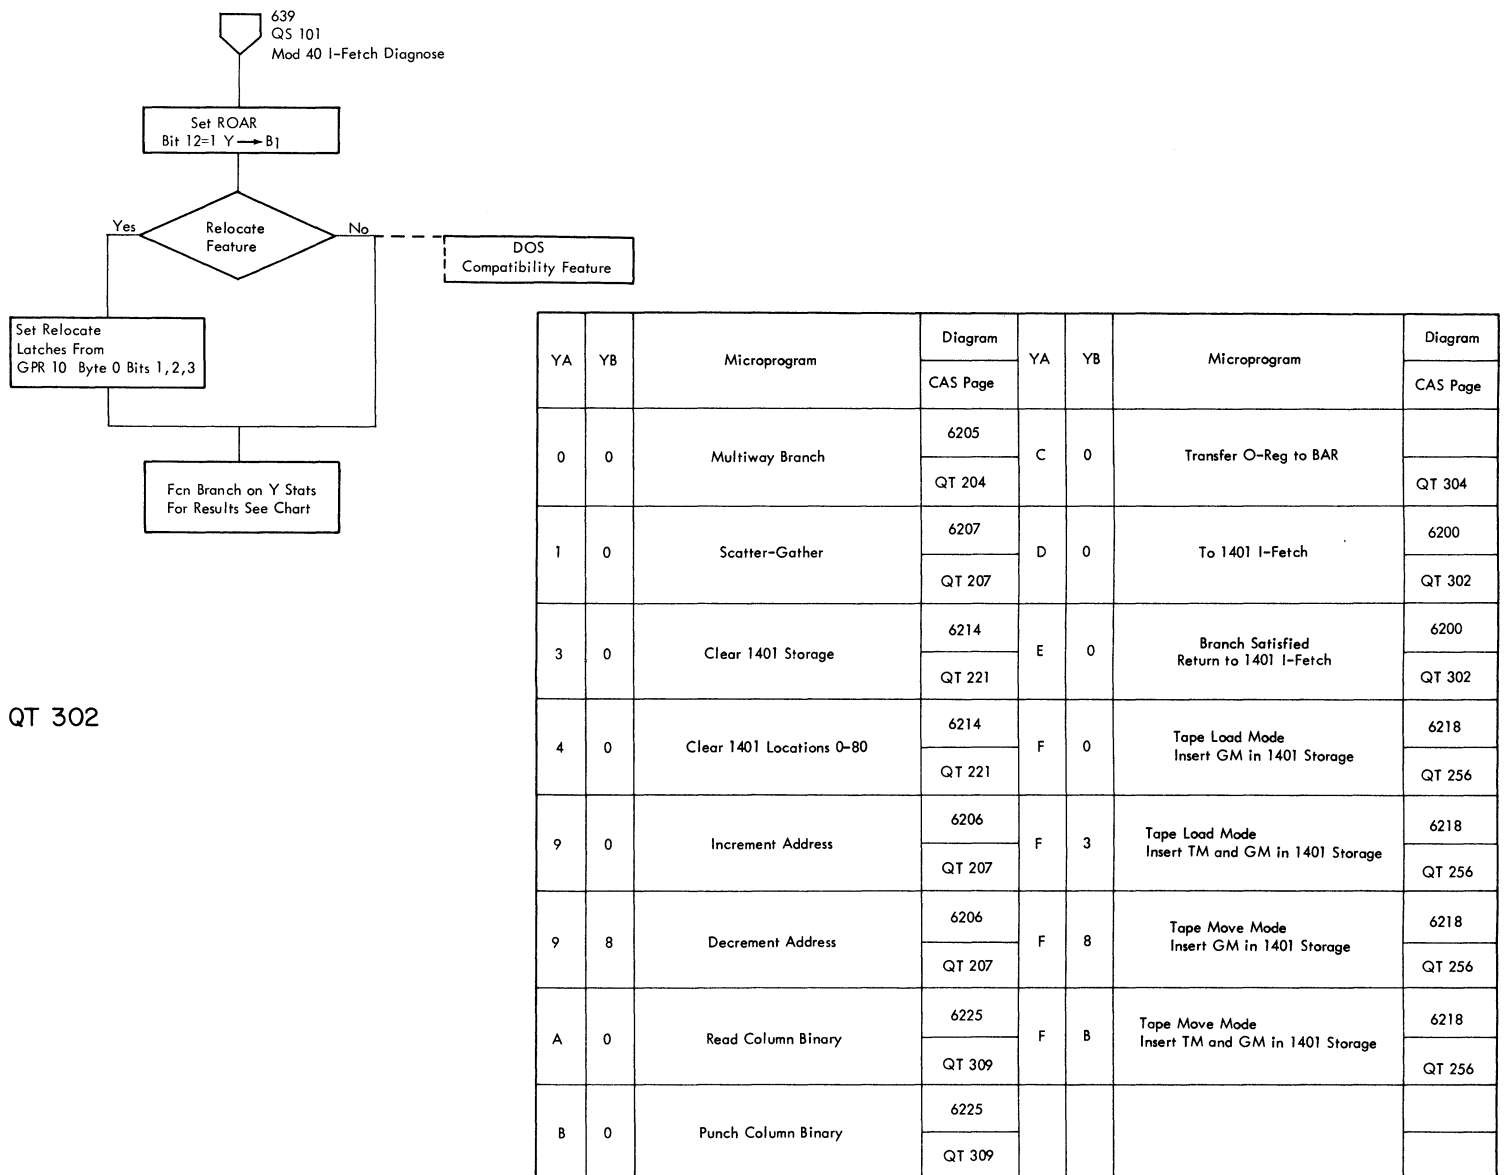 639
QS 101
Mod 40 I-Fetch Diagnose
Set ROAR
Bit 12=1 Y → B1
Yes
Relocate
Feature
No
DOS
Compatibility Feature
Set Relocate
Latches From
GPR 10 Byte 0 Bits 1,2,3
Fcn Branch on Y Stats
For Results See Chart
QT 302
YA YB Microprogram Diagram CAS Page YA YB Microprogram Diagram CAS Page
0 0 Multiway Branch 6205 QT 204
C 0 Transfer O-Reg to BAR QT 304
1 0 Scatter-Gather 6207 QT 207
D 0 To 1401 I-Fetch 6200 QT 302
3 0 Clear 1401 Storage 6214 QT 221
E 0 Branch Satisfied
Return to 1401 I-Fetch 6200 QT 302
4 0 Clear 1401 Locations 0-80 6214 QT 221
F 0 Tape Load Mode
Insert GM in 1401 Storage 6218 QT 256
9 0 Increment Address 6206 QT 207
F 3 Tape Load Mode
Insert TM and GM in 1401 Storage 6218 QT 256
9 8 Decrement Address 6206 QT 207
F 8 Tape Move Mode
Insert GM in 1401 Storage 6218 QT 256
A 0 Read Column Binary 6225 QT 309
F B Tape Move Mode
Insert TM and GM in 1401 Storage 6218 QT 256
B 0 Punch Column Binary 6225 QT 309